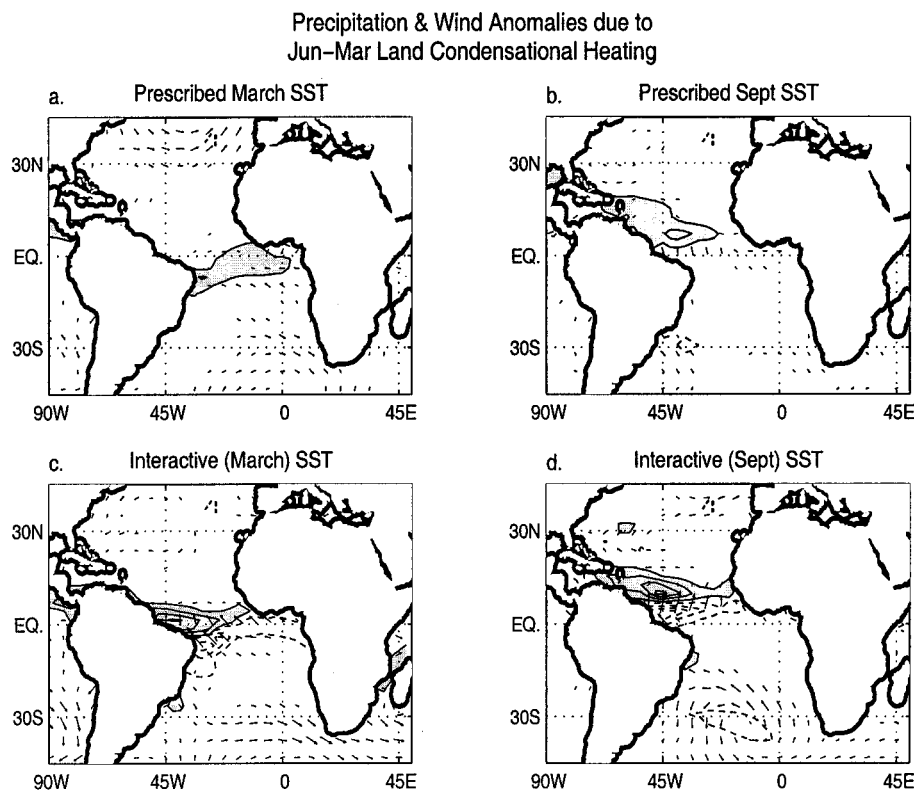 Precipitation & Wind Anomalies due to
Jun-Mar Land Condensational Heating
a. Prescribed March SST
b. Prescribed Sept SST
30N
EQ.
30S
90W 45W 0 45E
30N
EQ.
30S
90W 45W 0 45E
c. Interactive (March) SST
d. Interactive (Sept) SST
30N
EQ.
30S
90W 45W 0 45E
30N
EQ.
30S
90W 45W 0 45E